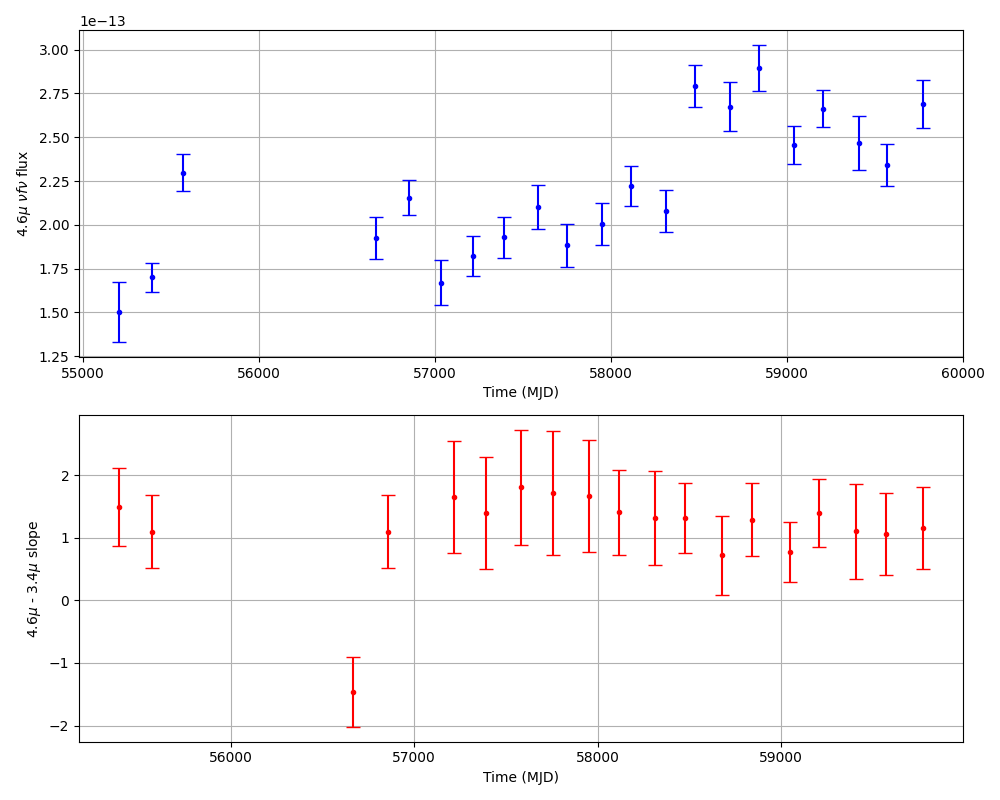 1e−13
3.00
2.75
2.50
2.25
2.00
1.75
1.50
1.25
4.6μ νfν flux
55000 56000 57000 58000 59000 60000
Time (MJD)
2
1
0
−1
−2
4.6μ - 3.4μ slope
56000 57000 58000 59000
Time (MJD)